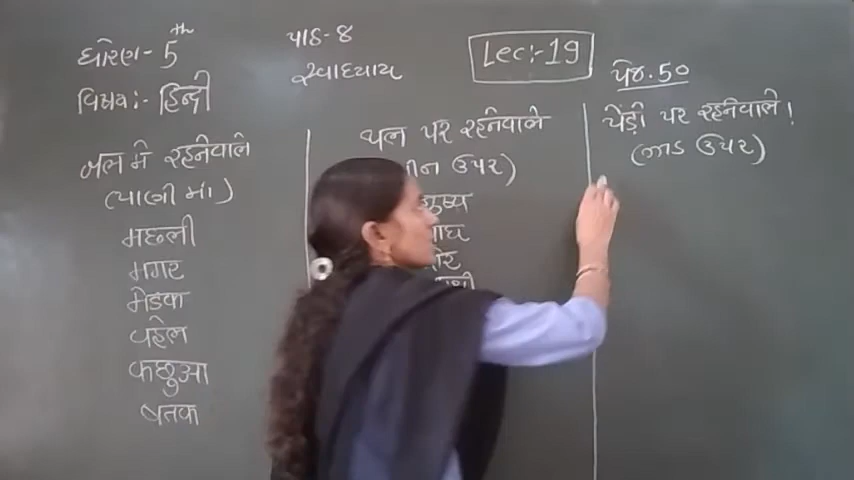 ધોરણ- 5th
વિષય:- हिन्दी
પાઠ-8
સ્વાધ્યાય
Lec:-19
પેજ.50
जल मे रहनेवाले
(પાણી માં)
मछली
मगर
मेढक
व्हेल
कछुआ
बतक
थल पर रहनेवाले
ઉપર)
पेड़ो पर रहनेवाले!
(ઝાડ ઉપર)